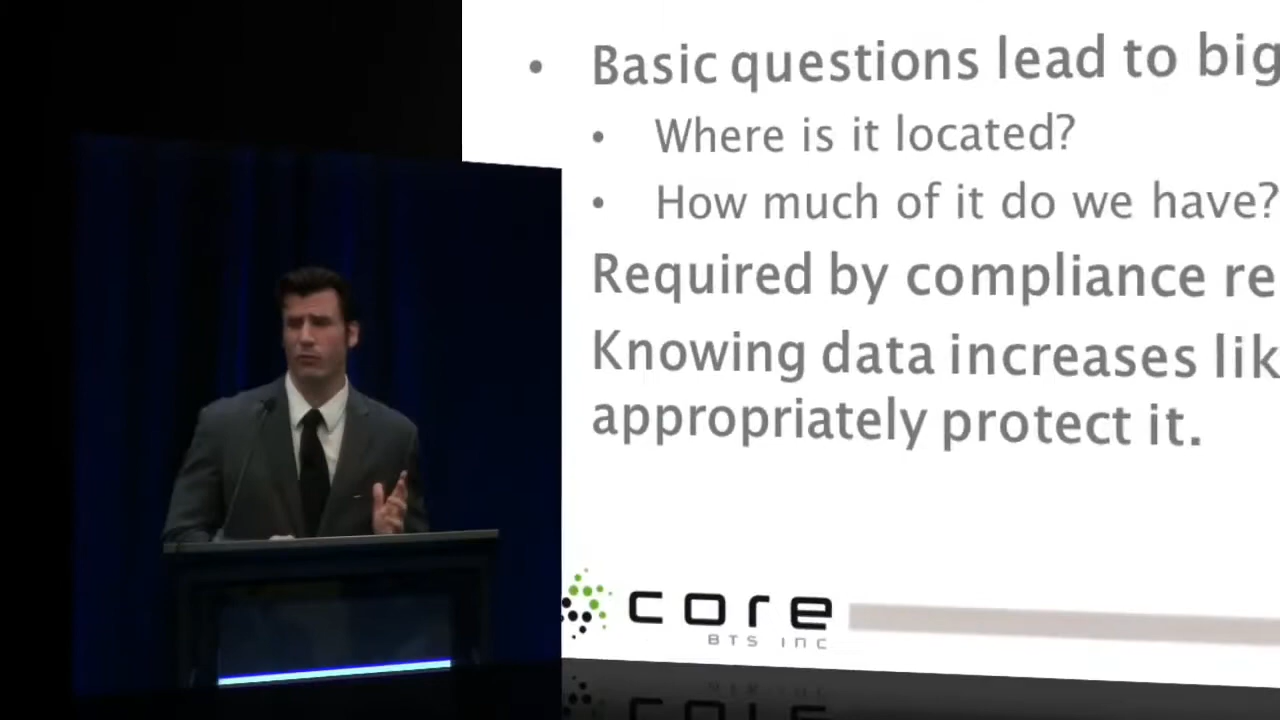 • Basic questions lead to big
• Where is it located?
• How much of it do we have?
Required by compliance re
Knowing data increases lik
appropriately protect it.
core
BTS INC